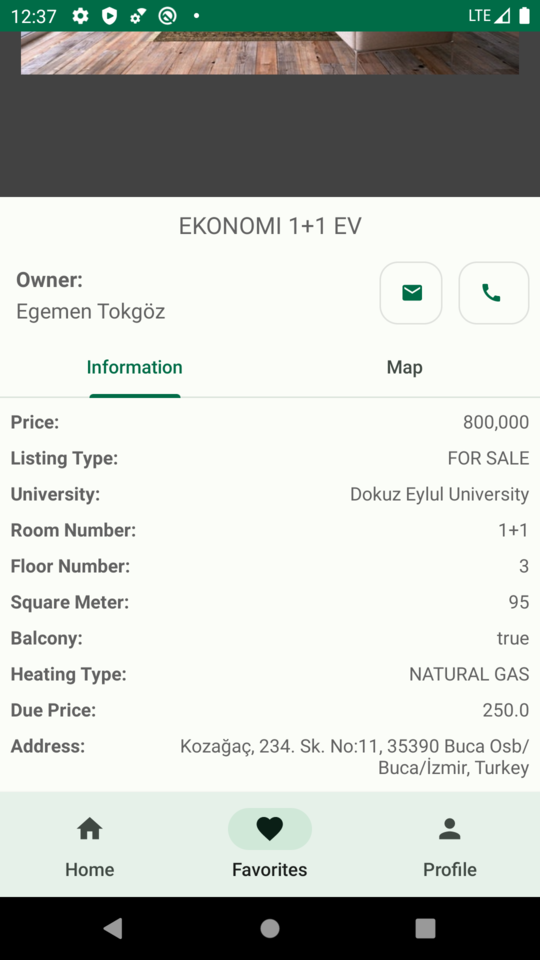 12:37
LTE
EKONOMI 1+1 EV
Owner:
Egemen Tokgöz
Information
Map
Price: 800,000
Listing Type: FOR SALE
University: Dokuz Eylul University
Room Number: 1+1
Floor Number: 3
Square Meter: 95
Balcony: true
Heating Type: NATURAL GAS
Due Price: 250.0
Address: Kozağaç, 234. Sk. No:11, 35390 Buca Osb/
Buca/İzmir, Turkey
Home
Favorites
Profile